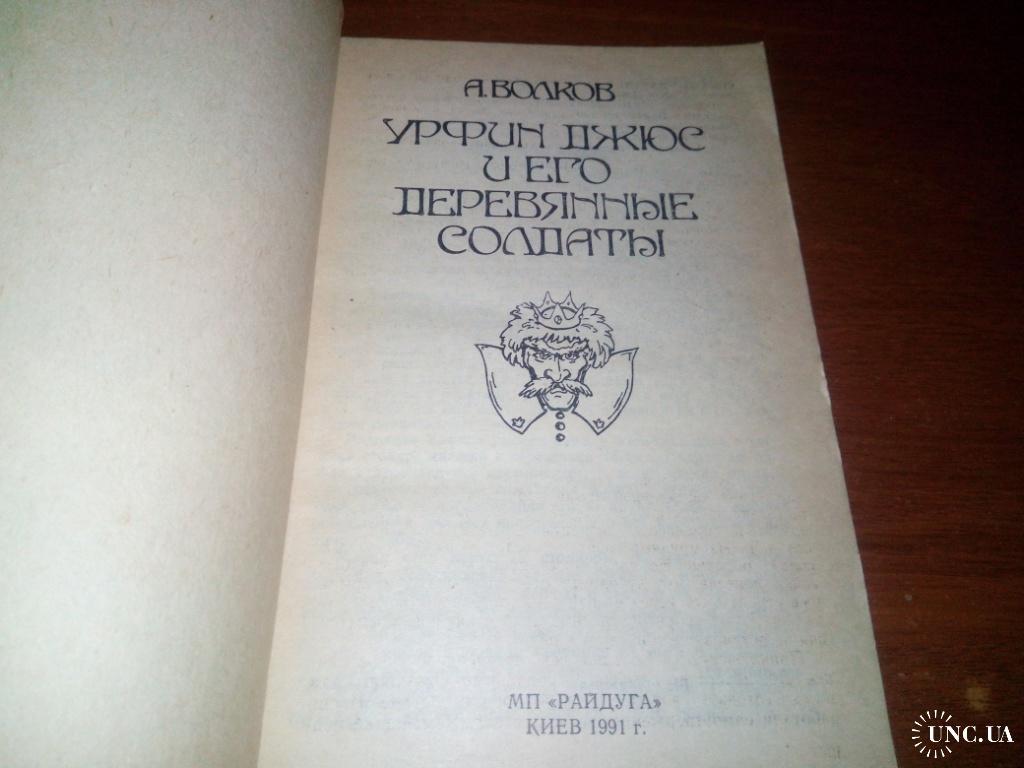 А. ВОЛКОВ
УРФИН ДЖЮС
И ЕГО
ДЕРЕВЯННЫЕ
СОЛДАТЫ
МП «РАЙДУГА»
КИЕВ 1991 г.
UNC.UA